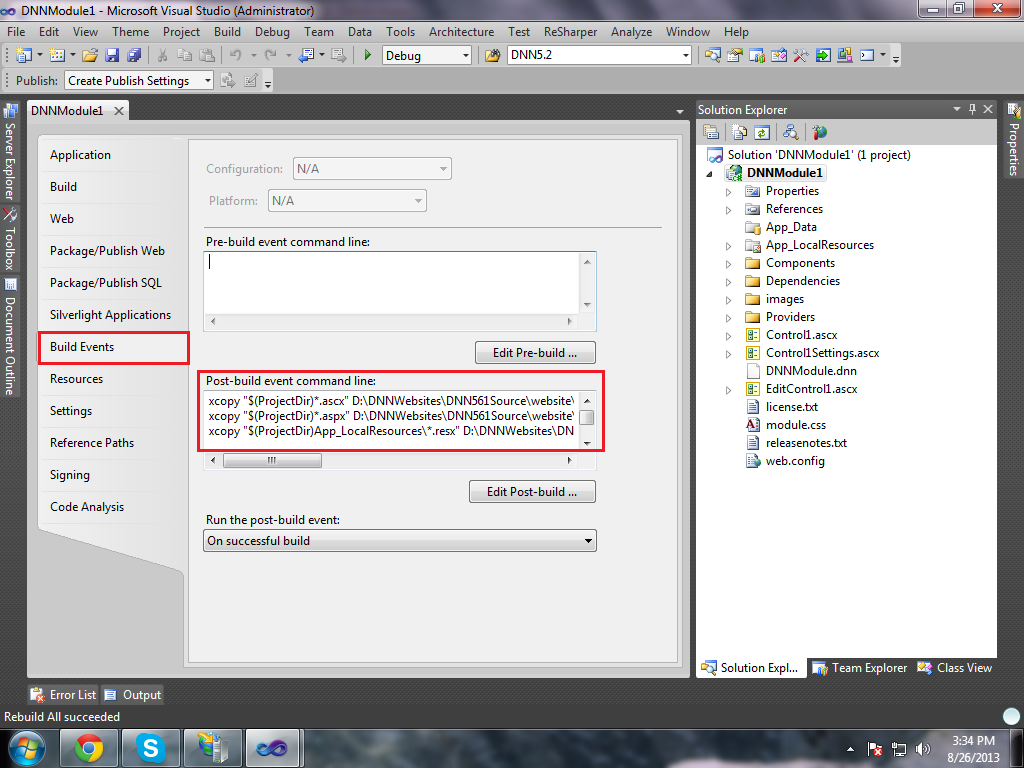 DNNModule1 - Microsoft Visual Studio (Administrator)
File Edit View Theme Project Build Debug Team Data Tools Architecture Test ReSharper Analyze Window Help
Debug DNN5.2
Publish: Create Publish Settings
DNNModule1
Server Explorer
Toolbox
Document Outline
Application
Build
Web
Package/Publish Web
Package/Publish SQL
Silverlight Applications
Build Events
Resources
Settings
Reference Paths
Signing
Code Analysis
Configuration: N/A
Platform: N/A
Pre-build event command line:
Edit Pre-build ...
Post-build event command line:
xcopy "$(ProjectDir)*.ascx" D:\DNNWebsites\DNN561Source\website\
xcopy "$(ProjectDir)*.aspx" D:\DNNWebsites\DNN561Source\website\
xcopy "$(ProjectDir)App_LocalResources\*.resx" D:\DNNWebsites\DN
Edit Post-build ...
Run the post-build event:
On successful build
Solution Explorer
Solution 'DNNModule1' (1 project)
DNNModule1
Properties
References
App_Data
App_LocalResources
Components
Dependencies
images
Providers
Control1.ascx
Control1Settings.ascx
DNNModule.dnn
EditControl1.ascx
license.txt
module.css
releasenotes.txt
web.config
Solution Expl... Team Explorer Class View
Properties
Error List Output
Rebuild All succeeded
3:34 PM
8/26/2013